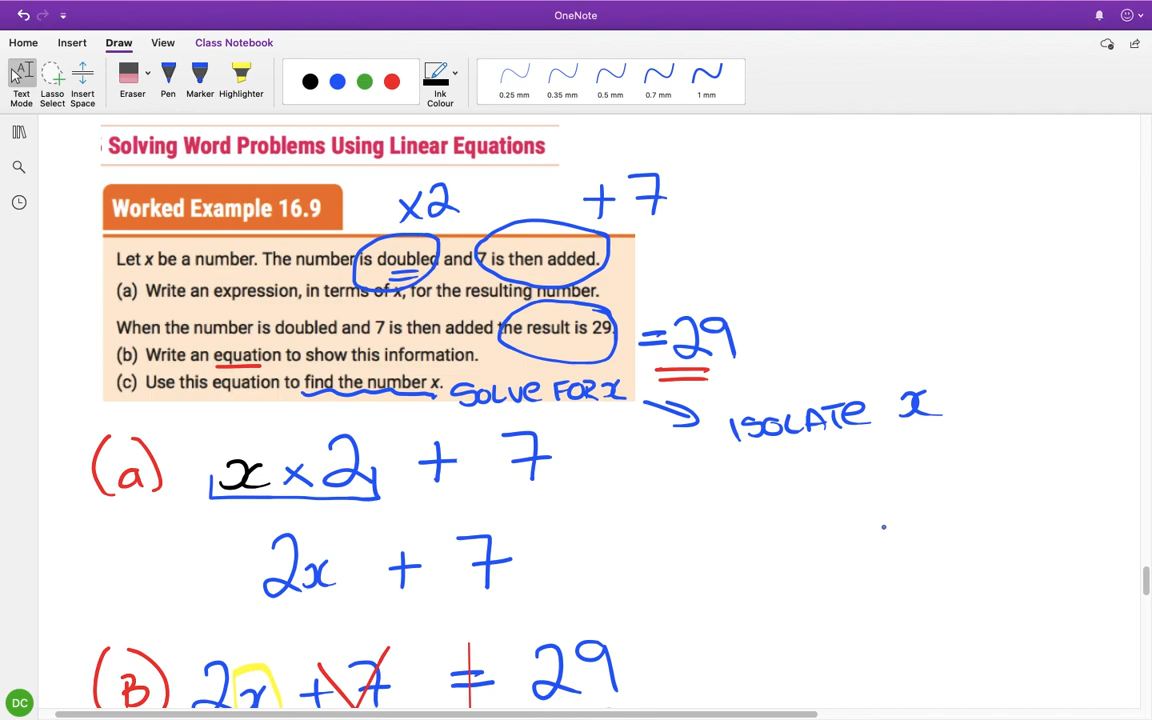 OneNote
Home Insert Draw View Class Notebook
Text Mode
Lasso Select
Insert Space
Eraser
Pen
Marker
Highlighter
Ink Colour
0.25 mm 0.35 mm 0.5 mm 0.7 mm 1 mm
Solving Word Problems Using Linear Equations
Worked Example 16.9
×2 + 7
Let x be a number. The number is doubled and 7 is then added.
(a) Write an expression, in terms of x, for the resulting number.
When the number is doubled and 7 is then added the result is 29.
= 29
(b) Write an equation to show this information.
(c) Use this equation to find the number x.
SOLVE FOR x
ISOLATE x
(a) x × 2 + 7
2x + 7
(B) 2x + 7 = 29
DC